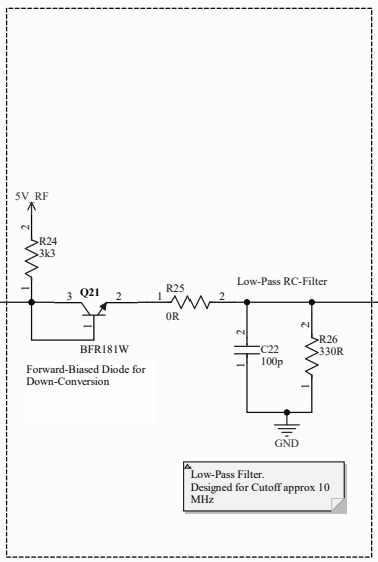 5V_RF
2
R24
3k3
1
3
Q21
2
1
BFR181W
1
R25
2
0R
Low-Pass RC-Filter
2
C22
100p
1
2
R26
330R
1
GND
Forward-Biased Diode for
Down-Conversion
Low-Pass Filter.
Designed for Cutoff approx 10
MHz